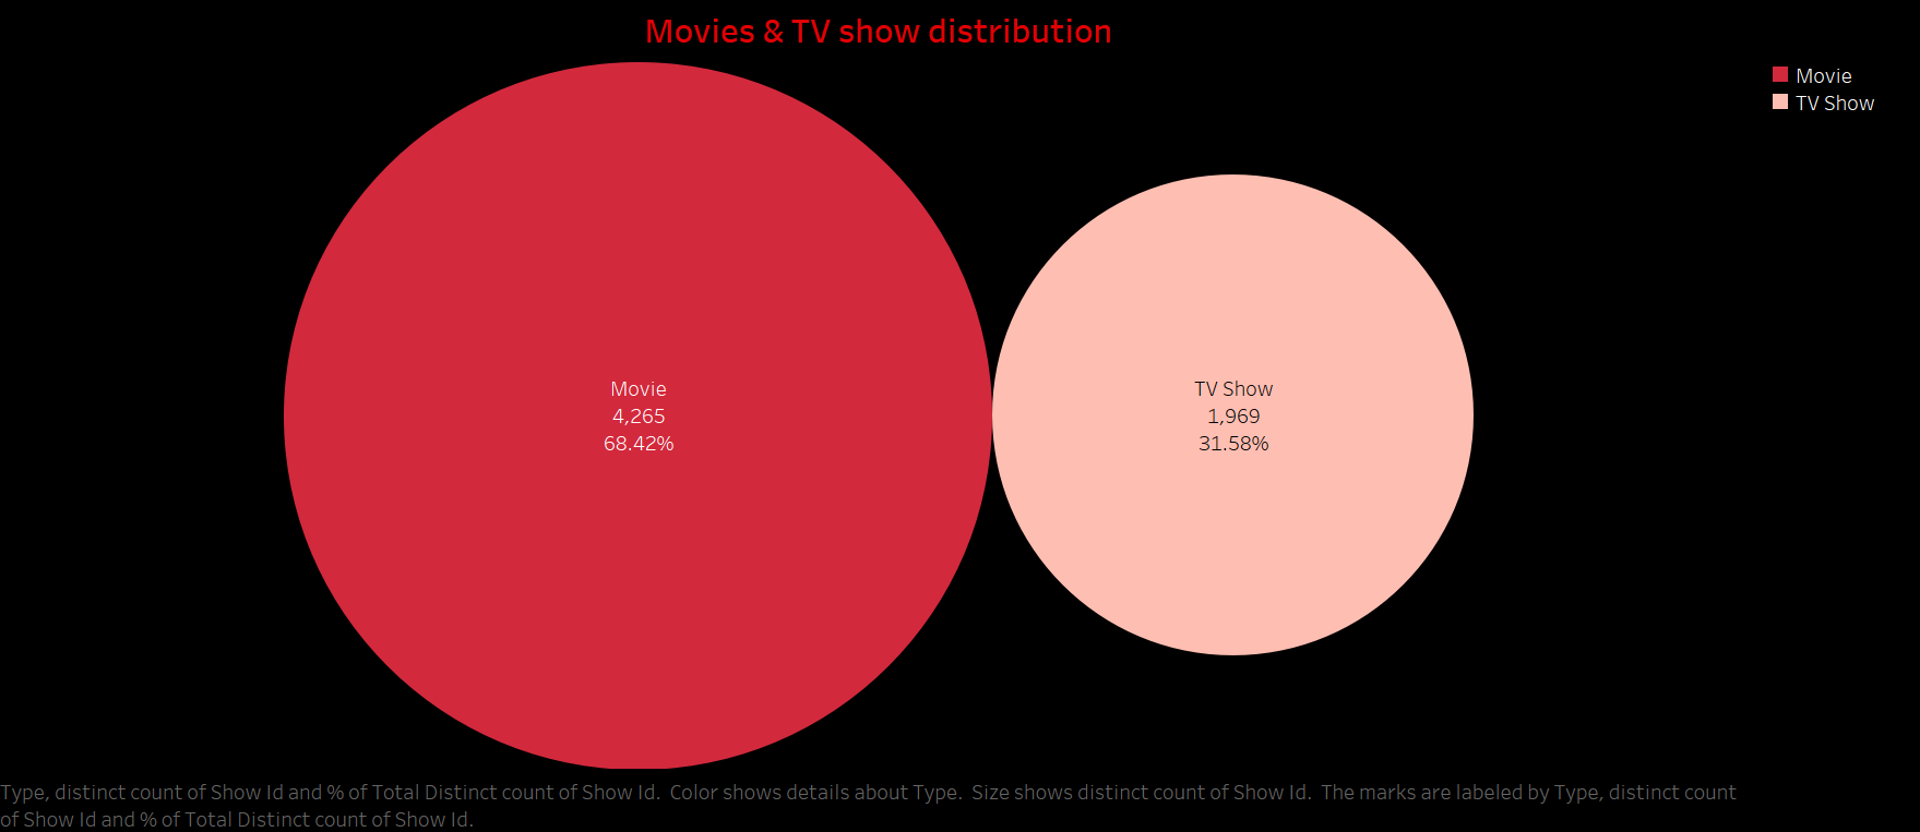 Movies & TV show distribution
Movie
TV Show
Movie
4,265
68.42%
TV Show
1,969
31.58%
Type, distinct count of Show Id and % of Total Distinct count of Show Id.  Color shows details about Type.  Size shows distinct count of Show Id.  The marks are labeled by Type, distinct count
of Show Id and % of Total Distinct count of Show Id.